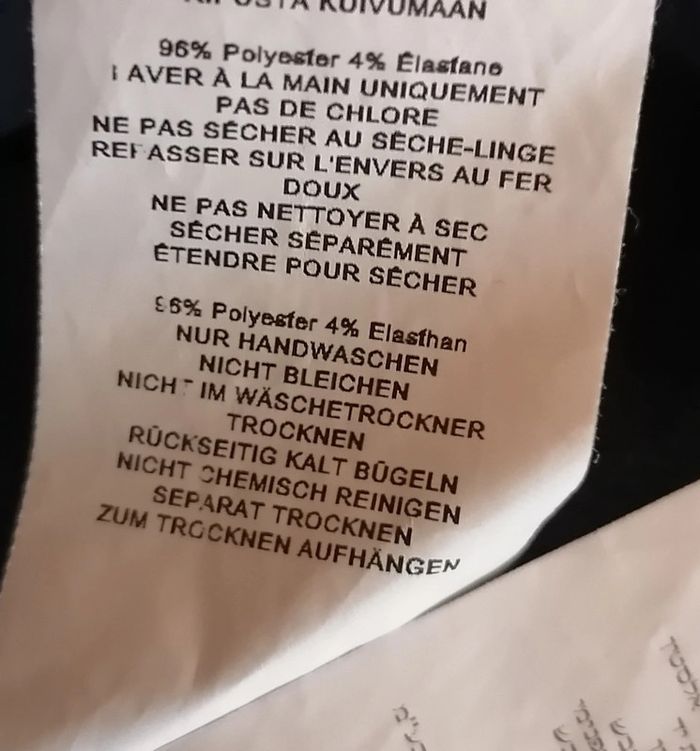 KUIVUMAAN
96% Polyester 4% Élastane
LAVER À LA MAIN UNIQUEMENT
PAS DE CHLORE
NE PAS SÉCHER AU SÈCHE-LINGE
REPASSER SUR L'ENVERS AU FER
DOUX
NE PAS NETTOYER À SEC
SÉCHER SÉPARÉMENT
ÉTENDRE POUR SÉCHER
96% Polyester 4% Elasthan
NUR HANDWASCHEN
NICHT BLEICHEN
NICHT IM WÄSCHETROCKNER
TROCKNEN
RÜCKSEITIG KALT BÜGELN
NICHT CHEMISCH REINIGEN
SEPARAT TROCKNEN
ZUM TROCKNEN AUFHÄNGEN